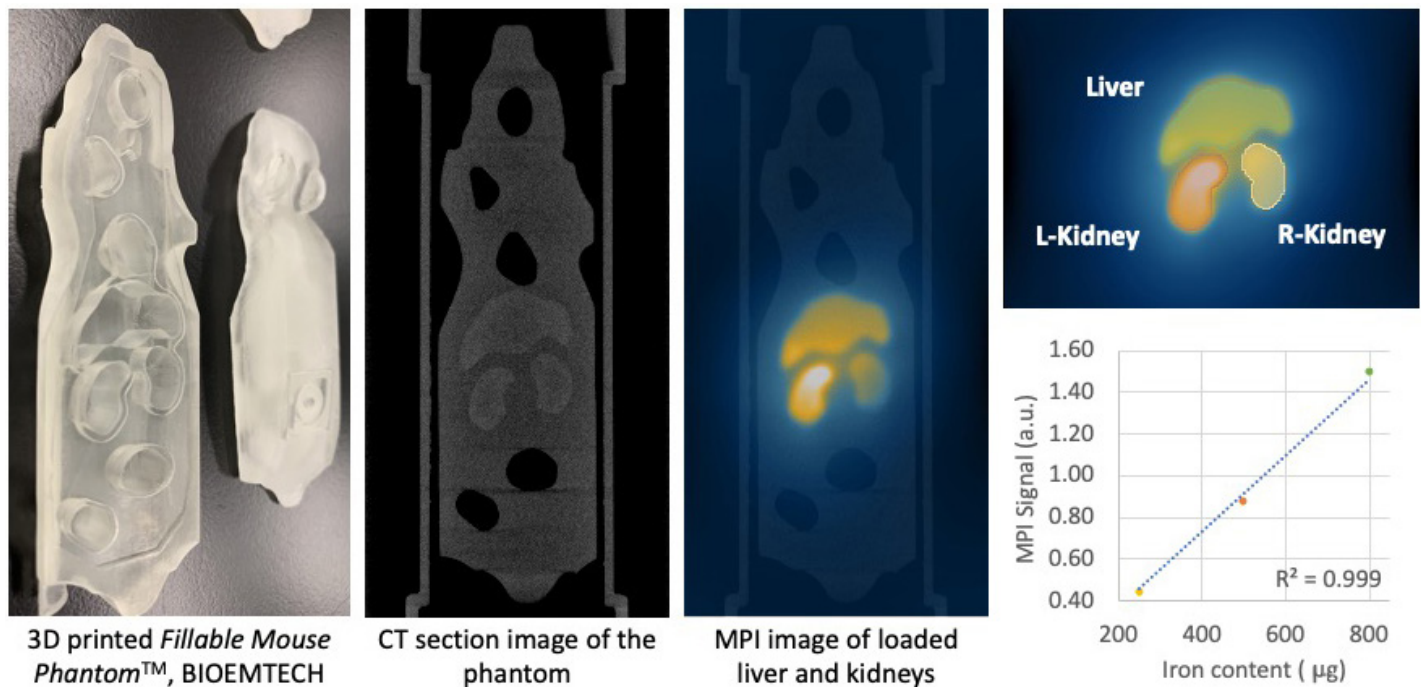 3D printed Fillable Mouse
Phantom™, BIOEMTECH
CT section image of the
phantom
MPI image of loaded
liver and kidneys
Liver
L-Kidney
R-Kidney
MPI Signal (a.u.)
1.60
1.40
1.20
1.00
0.80
0.60
0.40
R² = 0.999
200
400
600
800
Iron content ( µg)